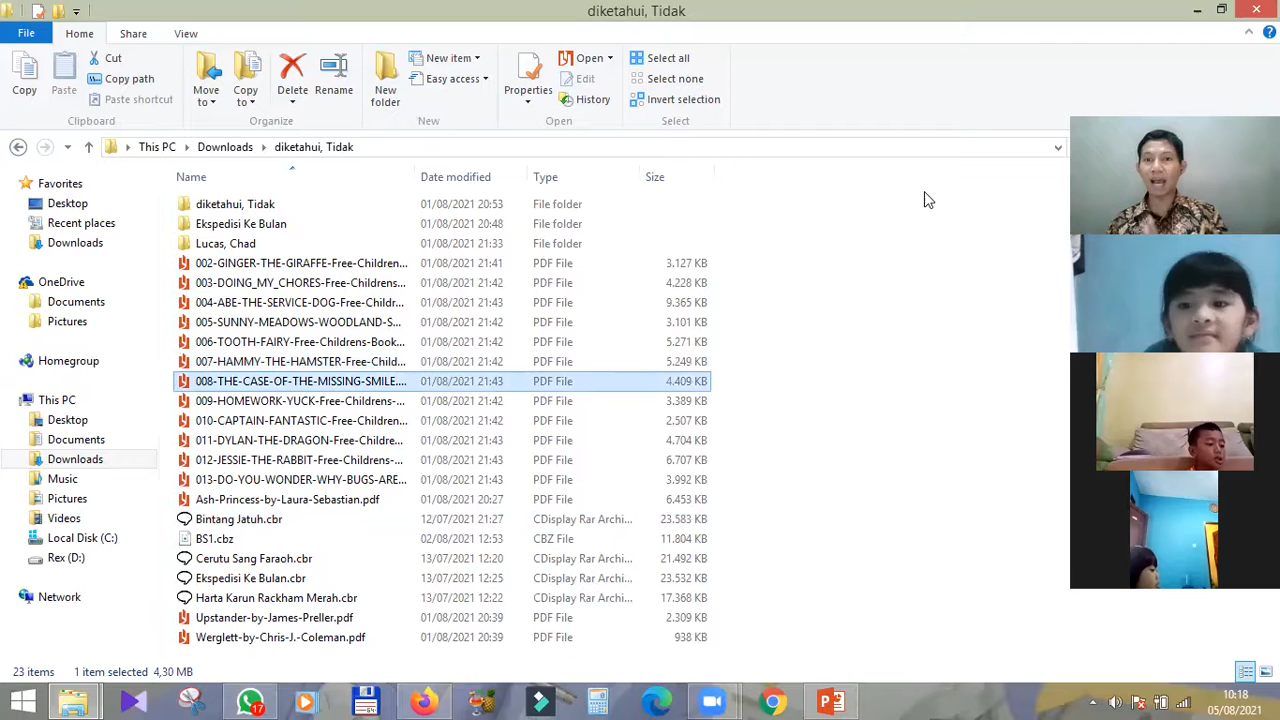 diketahui, Tidak
File Home Share View
Copy
Paste
Cut
Copy path
Paste shortcut
Clipboard
Move to
Copy to
Delete
Rename
Organize
New folder
New item
Easy access
New
Properties
Open
Edit
History
Open
Select all
Select none
Invert selection
Select
This PC Downloads diketahui, Tidak
Favorites
Desktop
Recent places
Downloads
OneDrive
Documents
Pictures
Homegroup
This PC
Desktop
Documents
Downloads
Music
Pictures
Videos
Local Disk (C:)
Rex (D:)
Network
Name Date modified Type Size
diketahui, Tidak 01/08/2021 20:53 File folder
Ekspedisi Ke Bulan 01/08/2021 20:48 File folder
Lucas, Chad 01/08/2021 21:33 File folder
002-GINGER-THE-GIRAFFE-Free-Children... 01/08/2021 21:41 PDF File 3.127 KB
003-DOING_MY_CHORES-Free-Childrens... 01/08/2021 21:42 PDF File 4.228 KB
004-ABE-THE-SERVICE-DOG-Free-Childr... 01/08/2021 21:43 PDF File 9.365 KB
005-SUNNY-MEADOWS-WOODLAND-S... 01/08/2021 21:42 PDF File 3.101 KB
006-TOOTH-FAIRY-Free-Childrens-Book... 01/08/2021 21:42 PDF File 5.271 KB
007-HAMMY-THE-HAMSTER-Free-Child... 01/08/2021 21:42 PDF File 5.249 KB
008-THE-CASE-OF-THE-MISSING-SMILE.... 01/08/2021 21:43 PDF File 4.409 KB
009-HOMEWORK-YUCK-Free-Childrens-... 01/08/2021 21:42 PDF File 3.389 KB
010-CAPTAIN-FANTASTIC-Free-Childrens... 01/08/2021 21:42 PDF File 2.507 KB
011-DYLAN-THE-DRAGON-Free-Childre... 01/08/2021 21:43 PDF File 4.704 KB
012-JESSIE-THE-RABBIT-Free-Childrens-... 01/08/2021 21:43 PDF File 6.707 KB
013-DO-YOU-WONDER-WHY-BUGS-ARE... 01/08/2021 21:43 PDF File 3.992 KB
Ash-Princess-by-Laura-Sebastian.pdf 01/08/2021 20:27 PDF File 6.453 KB
Bintang Jatuh.cbr 12/07/2021 21:27 CDisplay Rar Archi... 23.583 KB
BS1.cbz 02/08/2021 12:53 CBZ File 11.804 KB
Cerutu Sang Faraoh.cbr 13/07/2021 12:20 CDisplay Rar Archi... 21.492 KB
Ekspedisi Ke Bulan.cbr 13/07/2021 12:25 CDisplay Rar Archi... 23.532 KB
Harta Karun Rackham Merah.cbr 13/07/2021 12:22 CDisplay Rar Archi... 17.368 KB
Upstander-by-James-Preller.pdf 01/08/2021 20:39 PDF File 2.309 KB
Werglett-by-Chris-J.-Coleman.pdf 01/08/2021 20:39 PDF File 938 KB
23 items 1 item selected 4,30 MB
17
10:18
05/08/2021